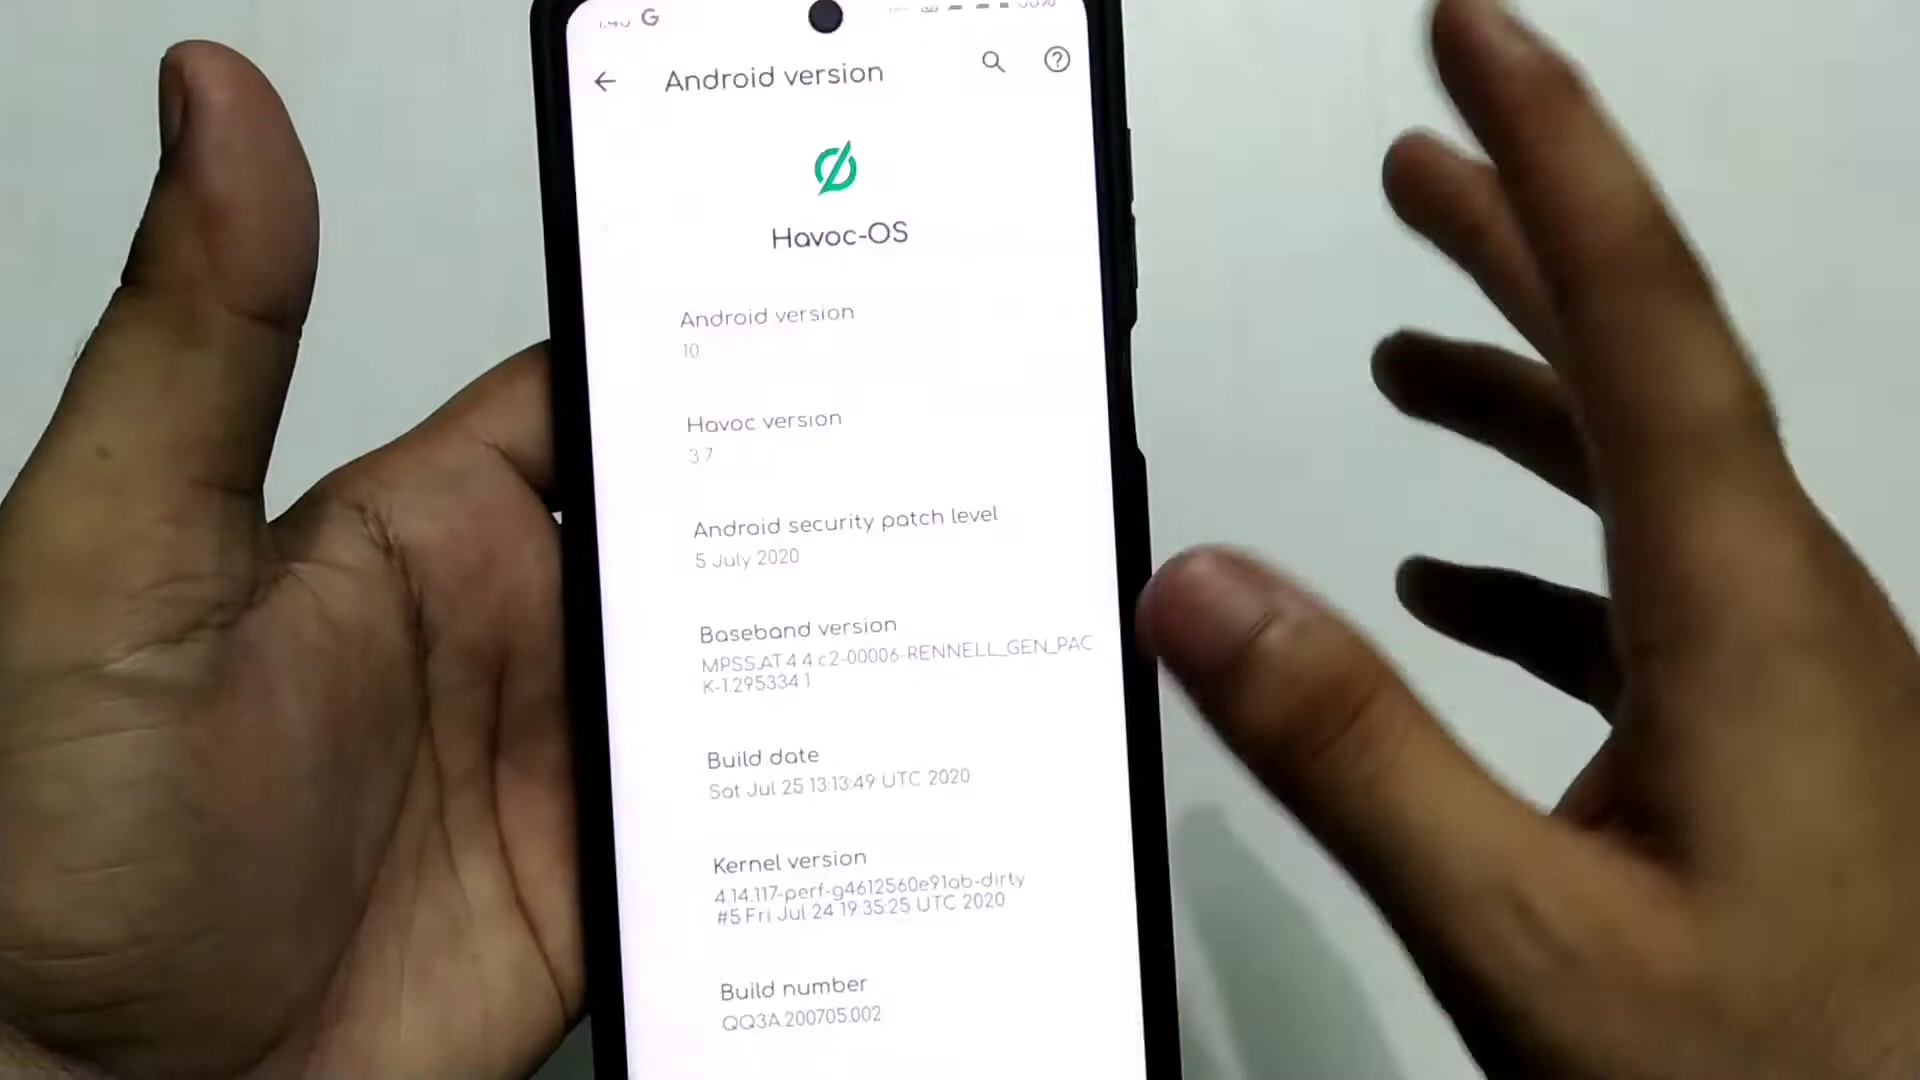 G
Android version
Havoc-OS
Android version
10
Havoc version
3.7
Android security patch level
5 July 2020
Baseband version
MPSS.AT.4.4.c2-00006-RENNELL_GEN_PAC
K-1.295334.1
Build date
Sat Jul 25 13:13:49 UTC 2020
Kernel version
4.14.117-perf-g4612560e91ab-dirty
#5 Fri Jul 24 19:35:25 UTC 2020
Build number
QQ3A.200705.002